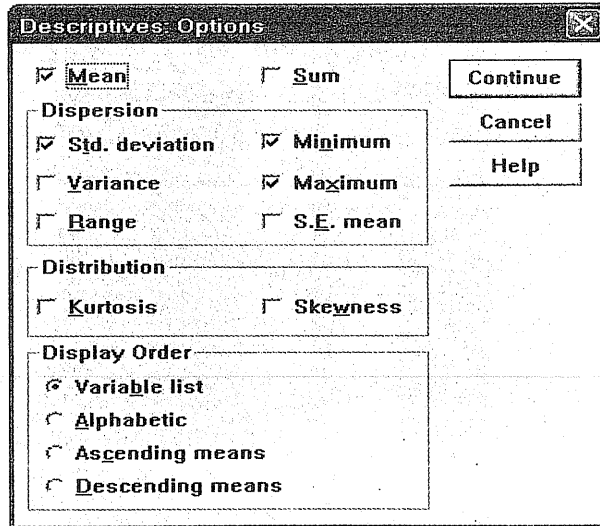 Descriptives: Options
Mean
Sum
Continue
Dispersion
Cancel
Std. deviation
Minimum
Help
Variance
Maximum
Range
S.E. mean
Distribution
Kurtosis
Skewness
Display Order
Variable list
Alphabetic
Ascending means
Descending means